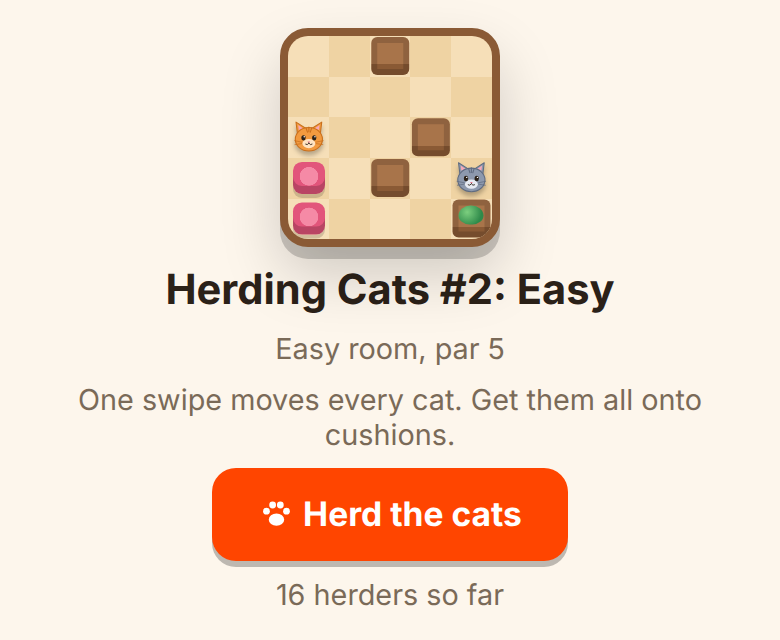 Herding Cats #2: Easy
Easy room, par 5
One swipe moves every cat. Get them all onto
cushions.
Herd the cats
16 herders so far